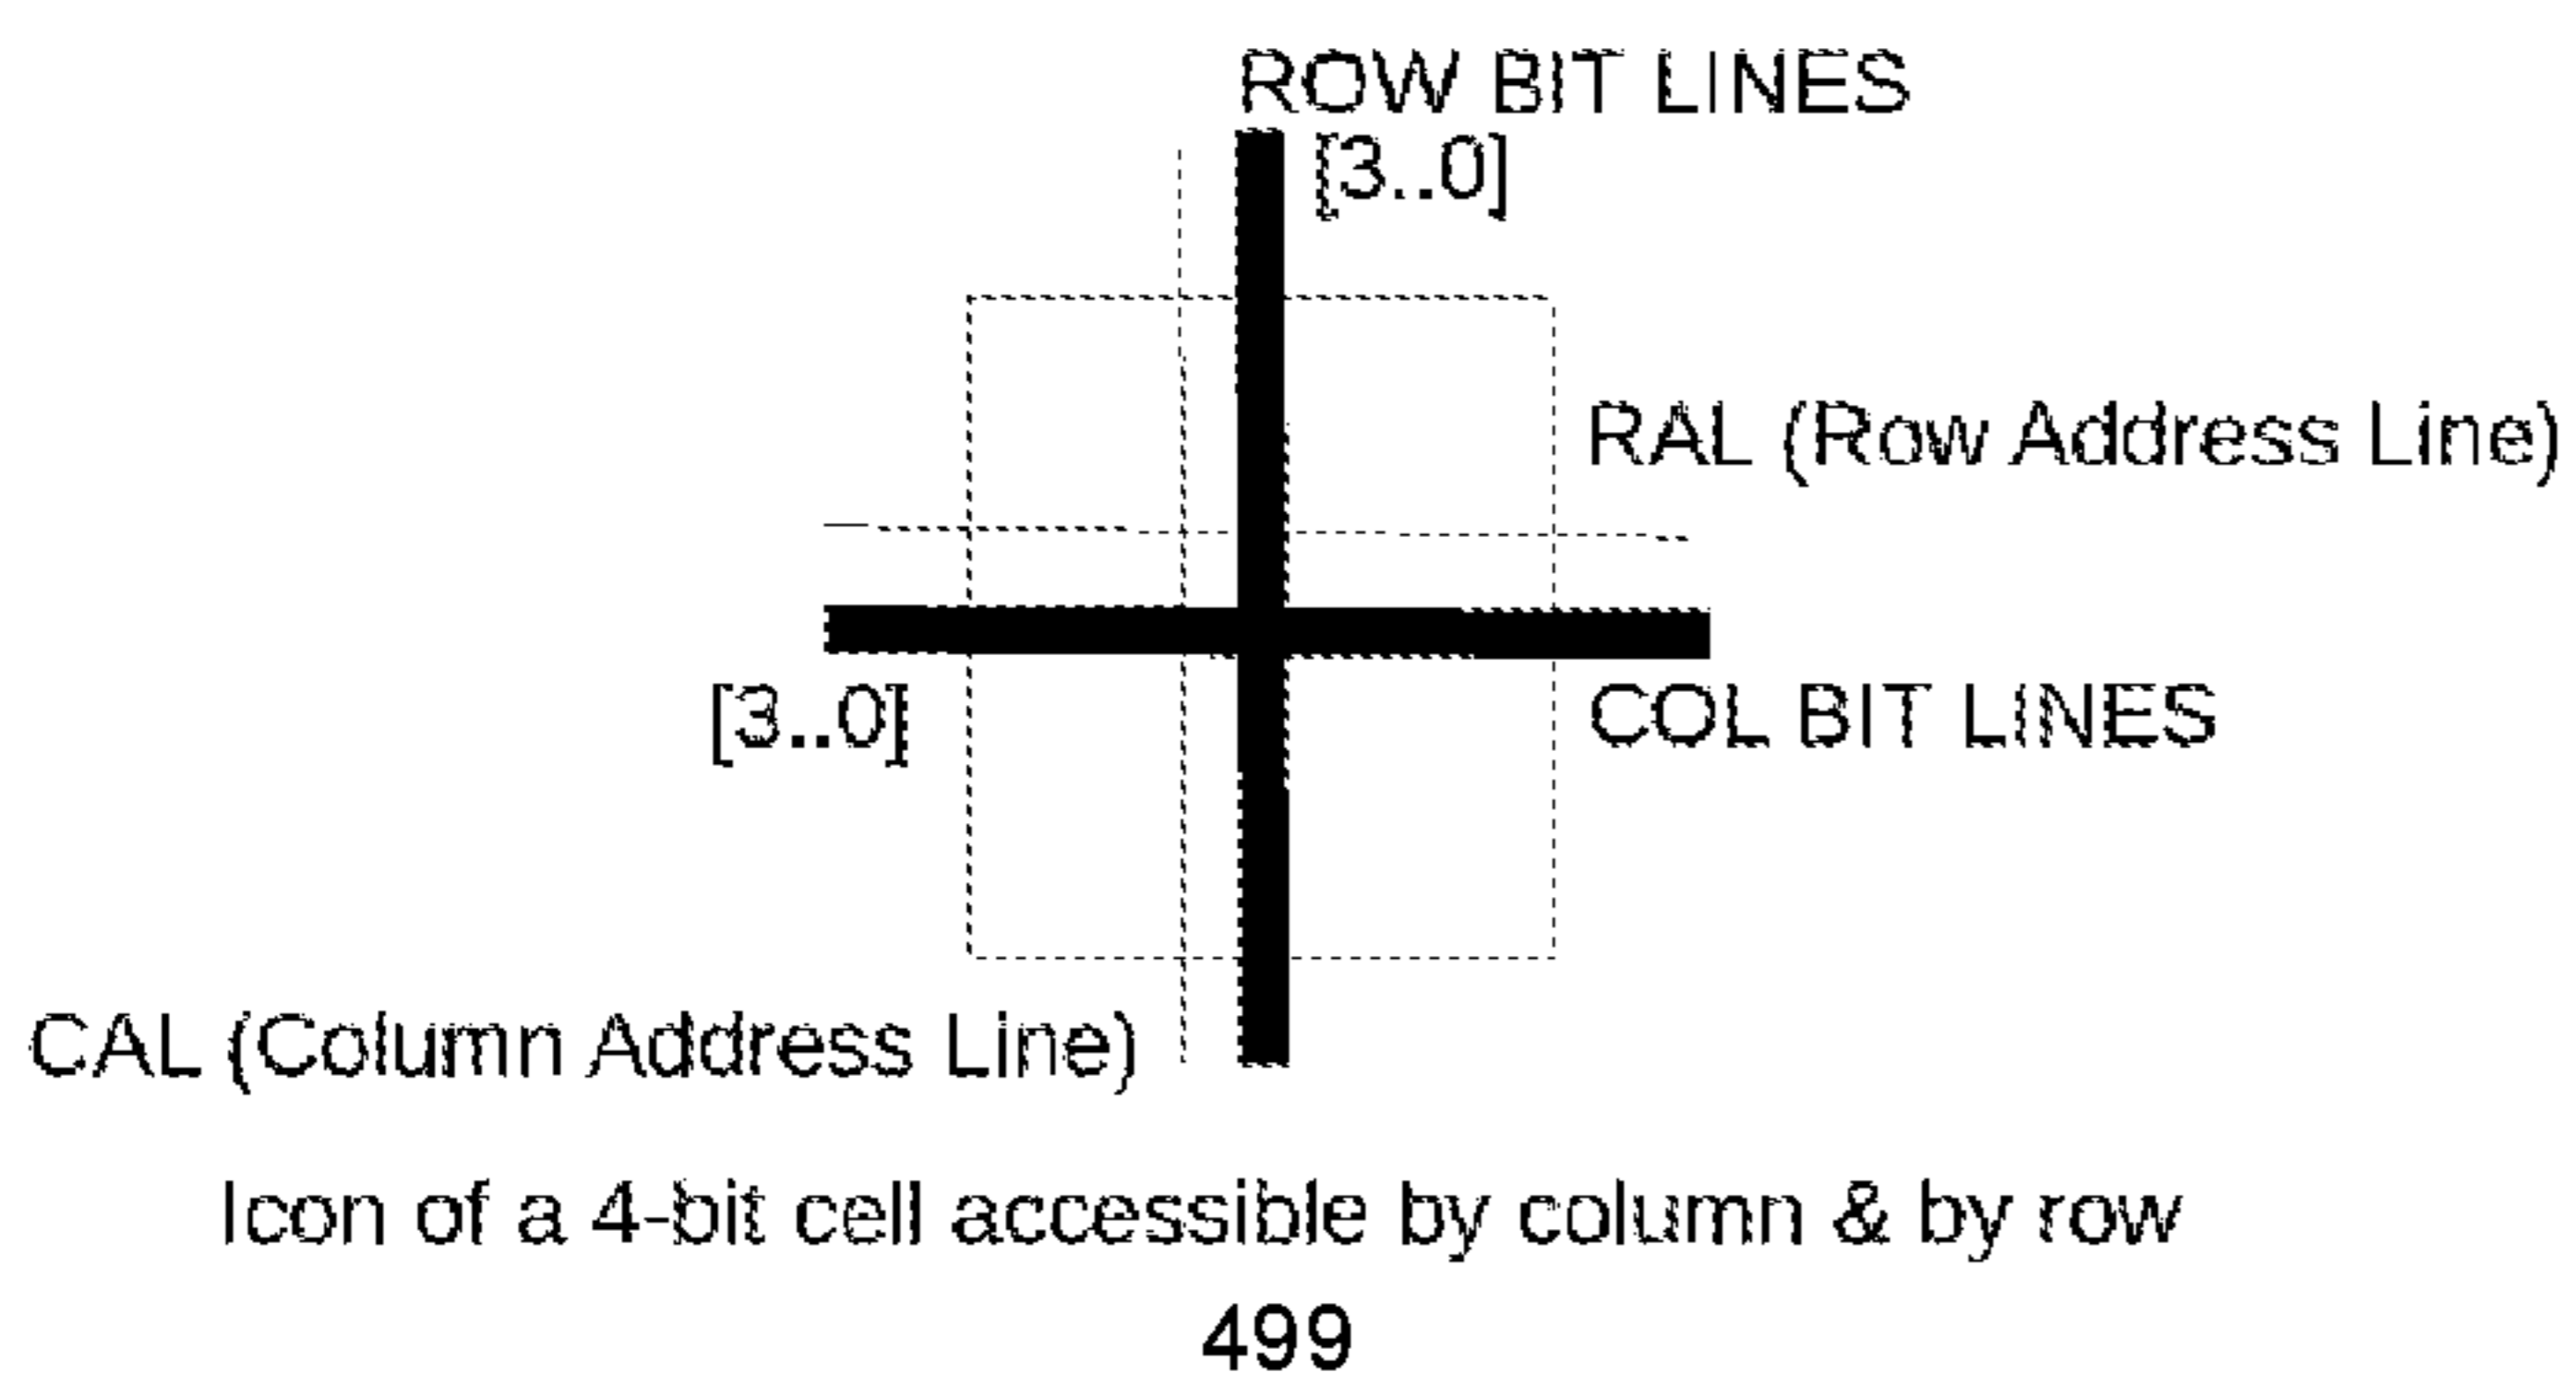 ROW BIT LINES
[3..0]
RAL (Row Address Line)
[3..0]
COL BIT LINES
CAL (Column Address Line)
Icon of a 4-bit cell accessible by column & by row
499